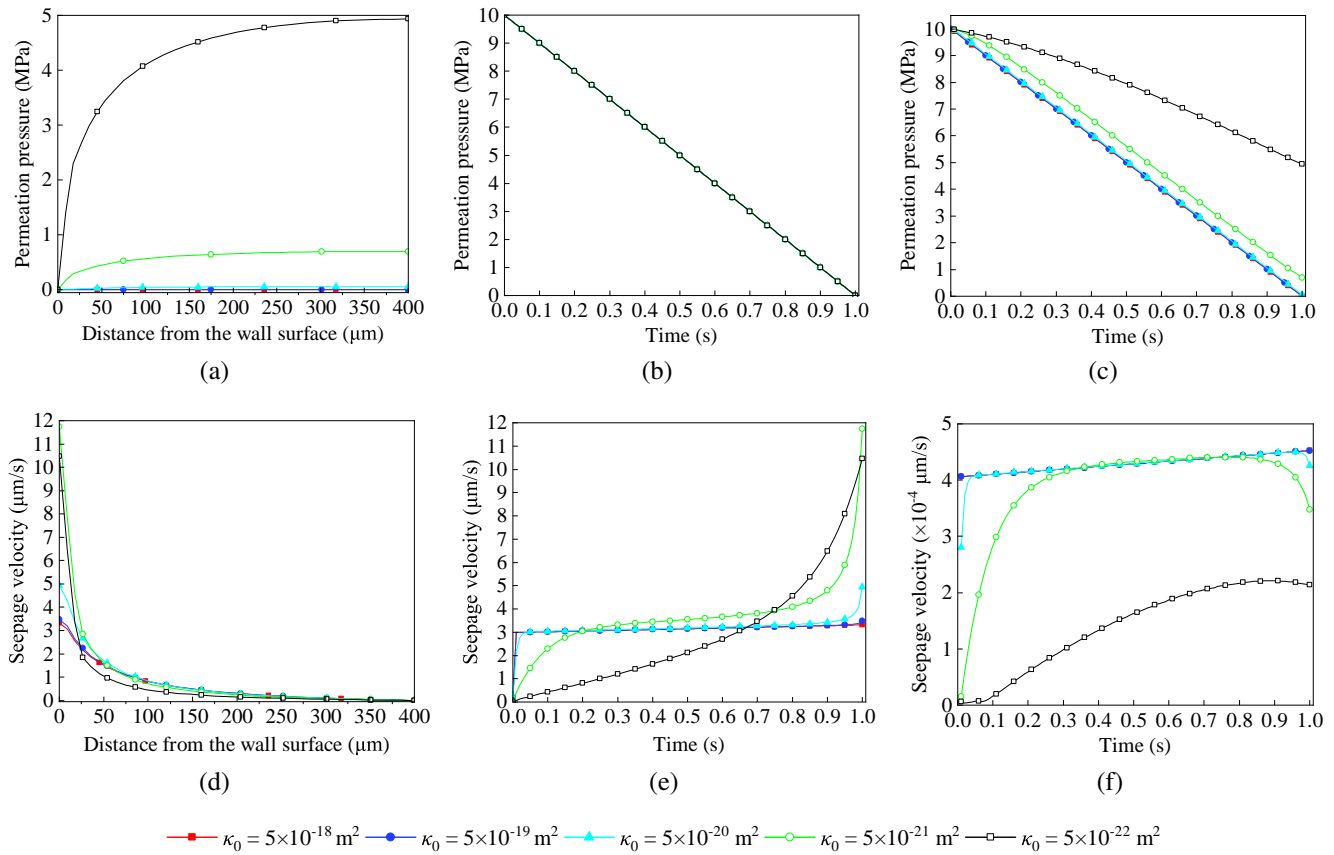 5
4
3
2
1
0
Permeation pressure (MPa)
0 50 100 150 200 250 300 350 400
Distance from the wall surface (μm)
(a)
10
9
8
7
6
5
4
3
2
1
0
Permeation pressure (MPa)
0.0 0.1 0.2 0.3 0.4 0.5 0.6 0.7 0.8 0.9 1.0
Time (s)
(b)
10
9
8
7
6
5
4
3
2
1
0
Permeation pressure (MPa)
0.0 0.1 0.2 0.3 0.4 0.5 0.6 0.7 0.8 0.9 1.0
Time (s)
(c)
12
11
10
9
8
7
6
5
4
3
2
1
0
Seepage velocity (μm/s)
0 50 100 150 200 250 300 350 400
Distance from the wall surface (μm)
(d)
12
11
10
9
8
7
6
5
4
3
2
1
0
Seepage velocity (μm/s)
0.0 0.1 0.2 0.3 0.4 0.5 0.6 0.7 0.8 0.9 1.0
Time (s)
(e)
5
4
3
2
1
0
Seepage velocity (×10⁻⁴ μm/s)
0.0 0.1 0.2 0.3 0.4 0.5 0.6 0.7 0.8 0.9 1.0
Time (s)
(f)
κ₀ = 5×10⁻¹⁸ m² κ₀ = 5×10⁻¹⁹ m² κ₀ = 5×10⁻²⁰ m² κ₀ = 5×10⁻²¹ m² κ₀ = 5×10⁻²² m²